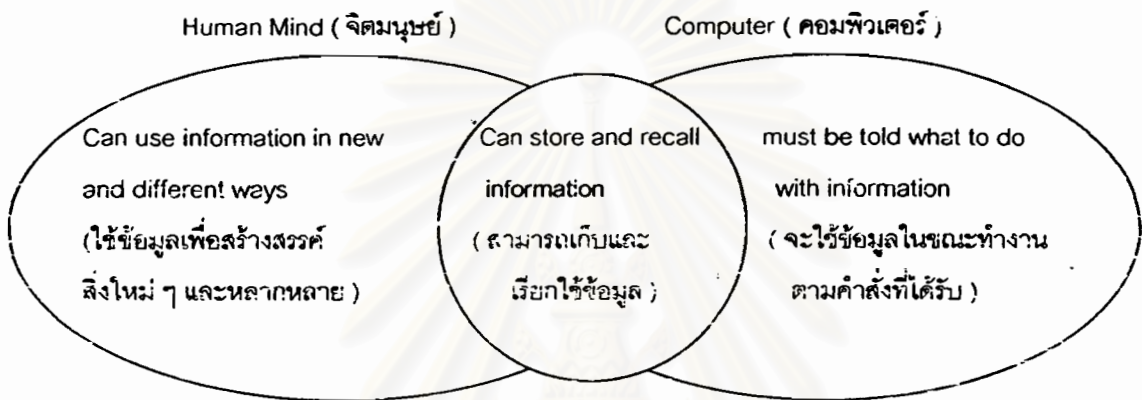 Human Mind ( จิตมนุษย์ )
Computer ( คอมพิวเตอร์ )
Can use information in new
and different ways
(ใช้ข้อมูลเพื่อสร้างสรรค์
สิ่งใหม่ ๆ และหลากหลาย )
Can store and recall
information
( สามารถเก็บและ
เรียกใช้ข้อมูล )
must be told what to do
with information
( จะใช้ข้อมูลในขณะทำงาน
ตามคำสั่งที่ได้รับ )